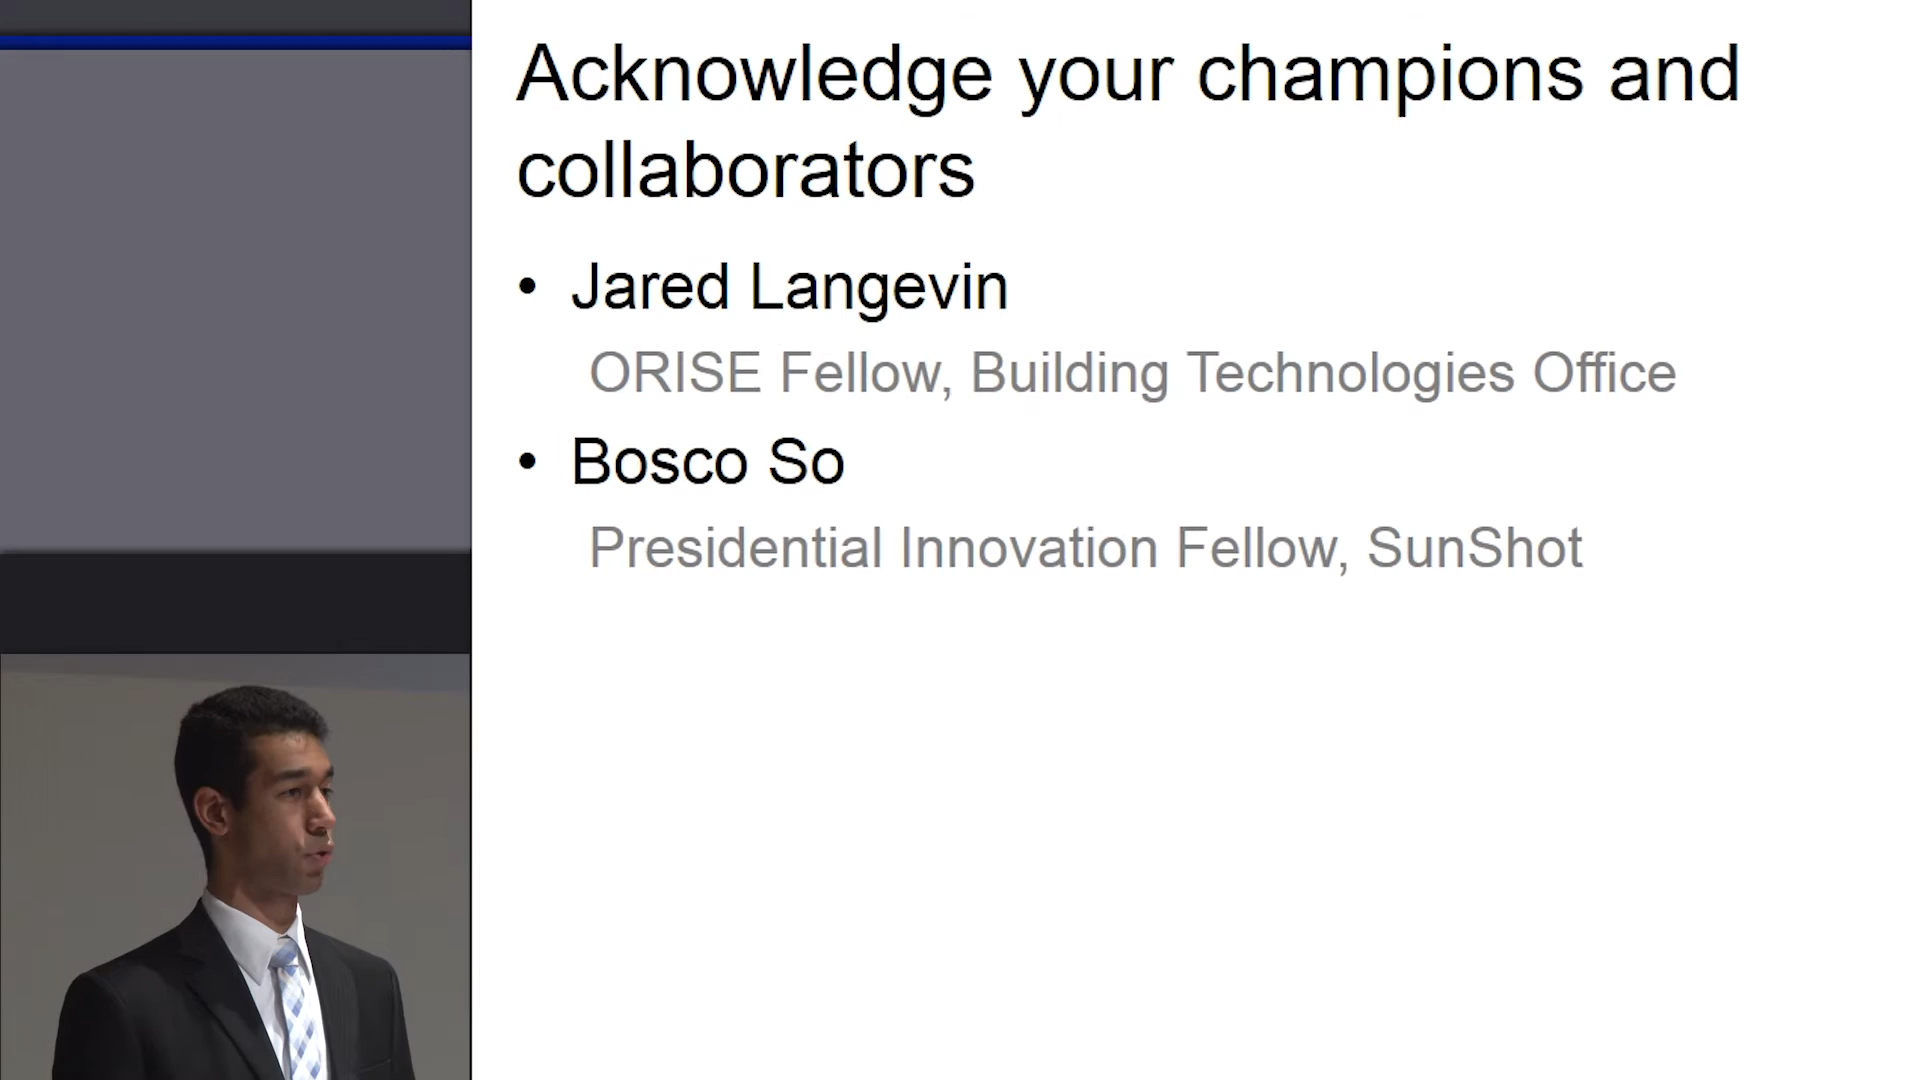 Acknowledge your champions and
collaborators
• Jared Langevin
ORISE Fellow, Building Technologies Office
• Bosco So
Presidential Innovation Fellow, SunShot